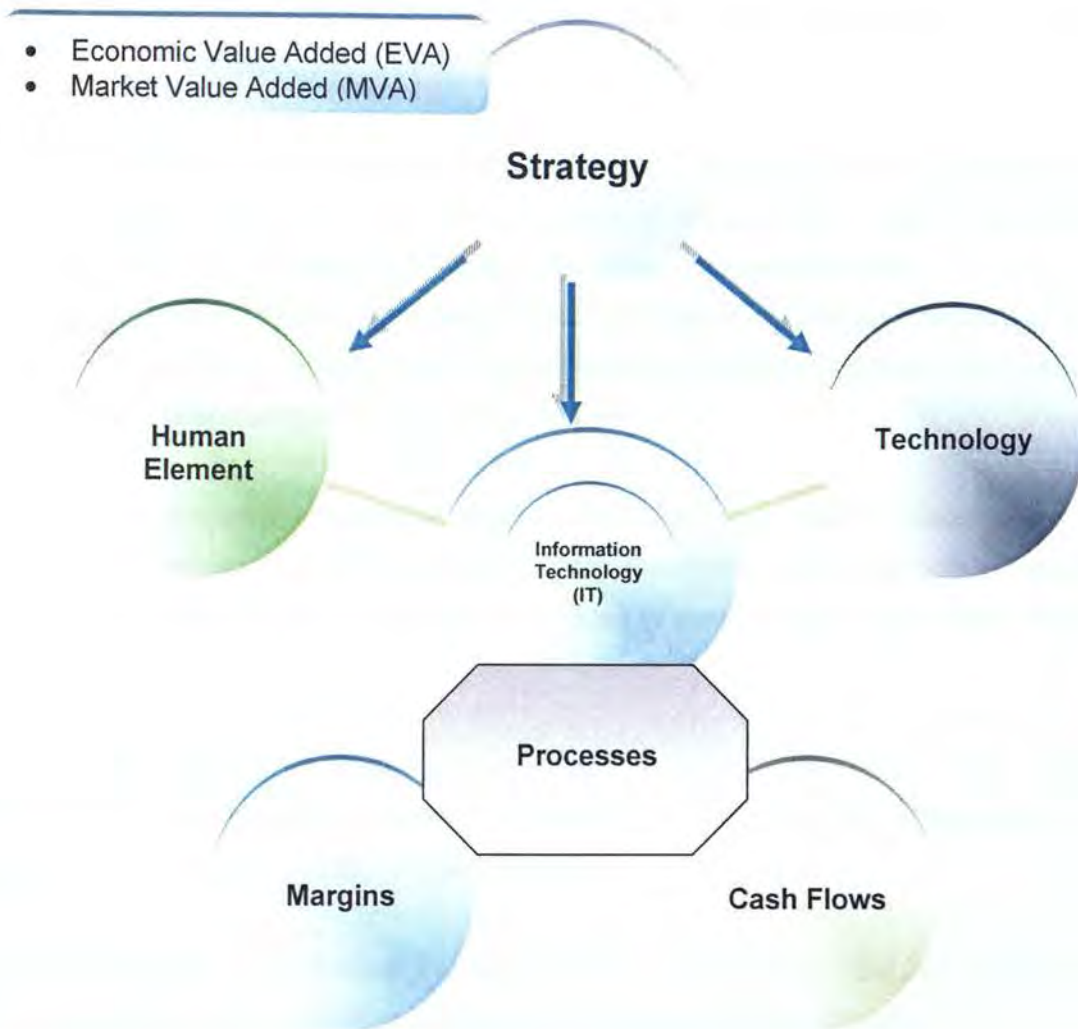 • Economic Value Added (EVA)
• Market Value Added (MVA)
Strategy
Human
Element
Technology
Information
Technology
(IT)
Processes
Margins
Cash Flows